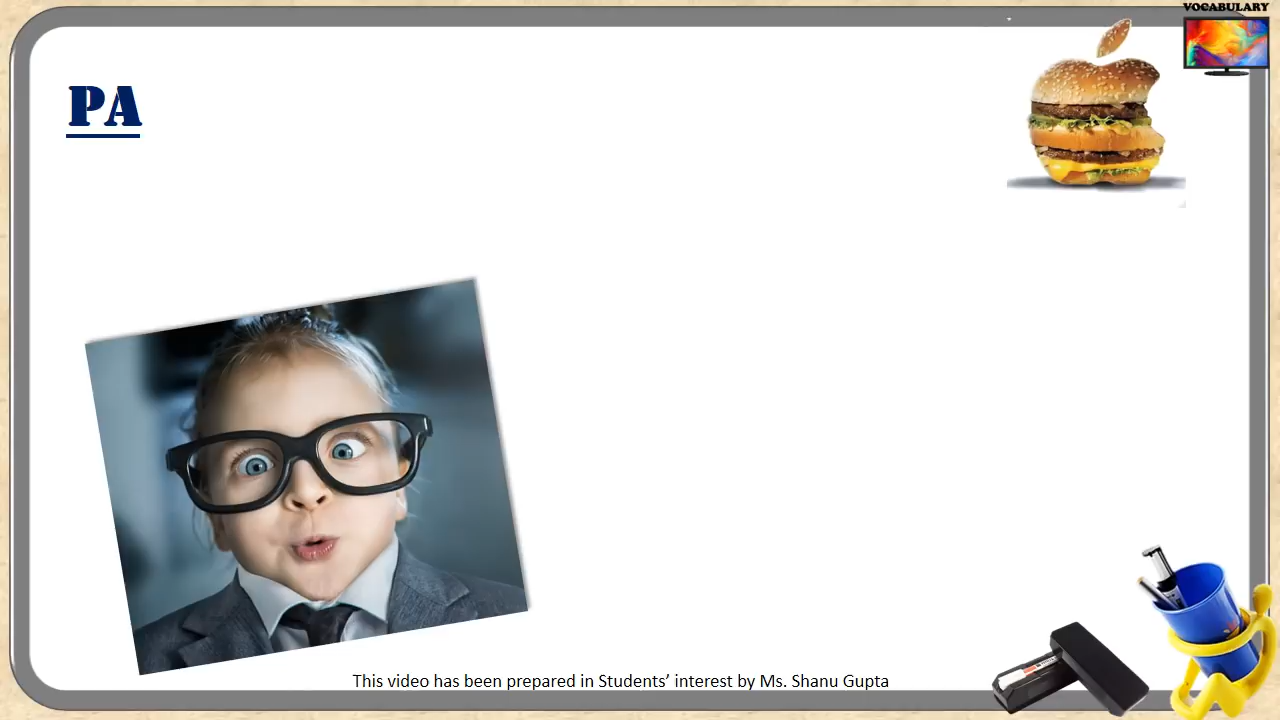 VOCABULARY
PA
This video has been prepared in Students’ interest by Ms. Shanu Gupta